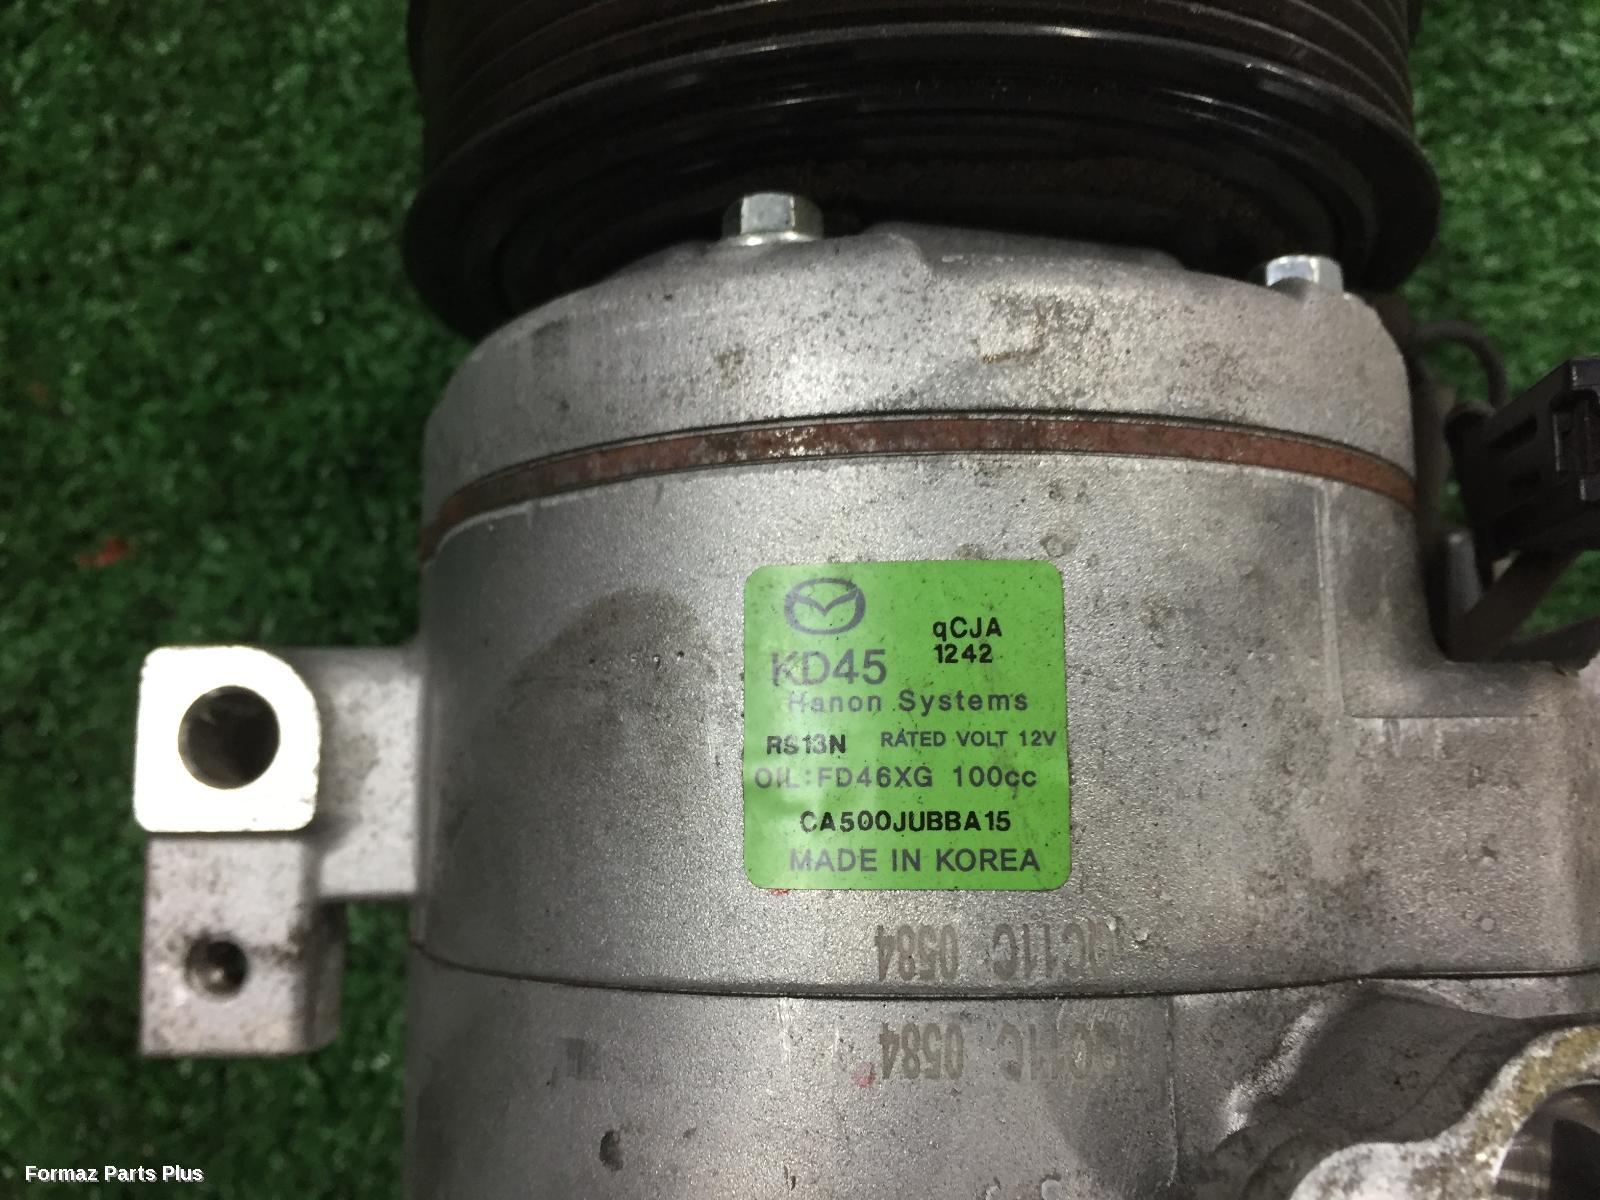 qCJA
1242
KD45
Hanon Systems
RS13N RATED VOLT 12V
OIL:FD46XG 100cc
CA500JUBBA15
MADE IN KOREA
0584
0584
Formaz Parts Plus